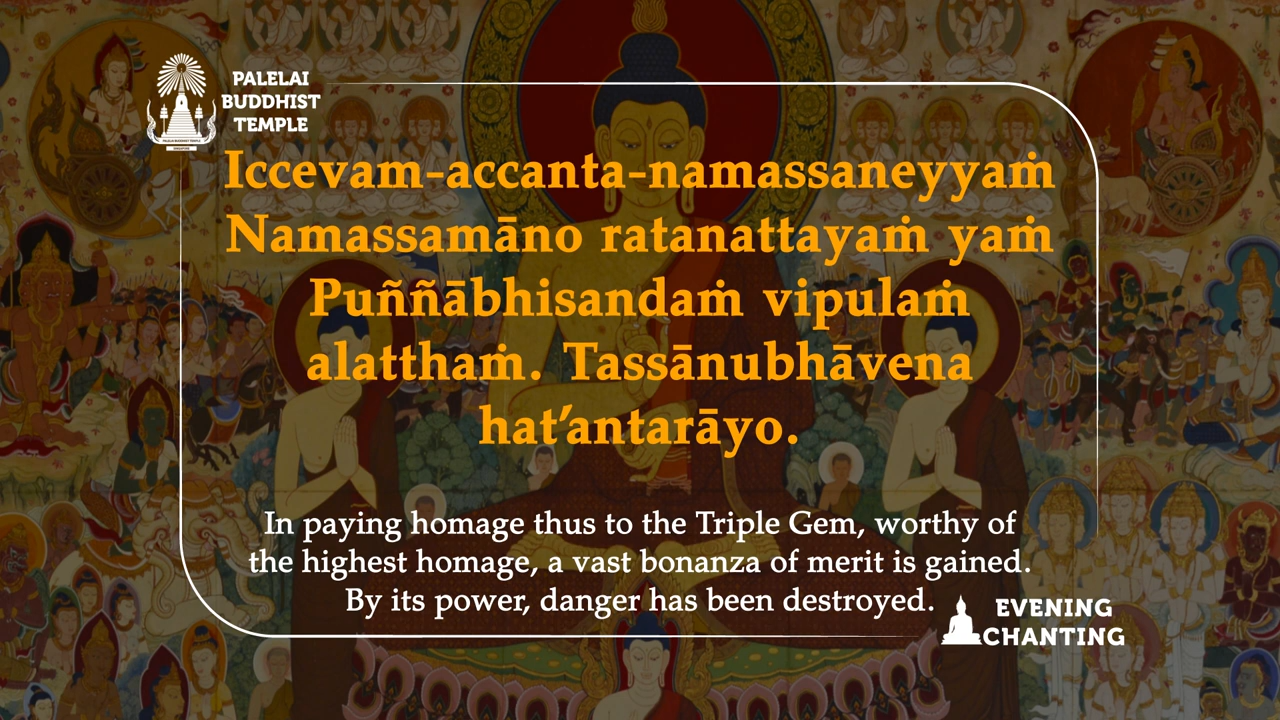 PALELAI
BUDDHIST
TEMPLE
Iccevam-accanta-namassaneyyaṁ
Namassamāno ratanattayaṁ yaṁ
Puññābhisandaṁ vipulaṁ
alatthaṁ. Tassānubhāvena
hat’antarāyo.
In paying homage thus to the Triple Gem, worthy of
the highest homage, a vast bonanza of merit is gained.
By its power, danger has been destroyed.
EVENING
CHANTING